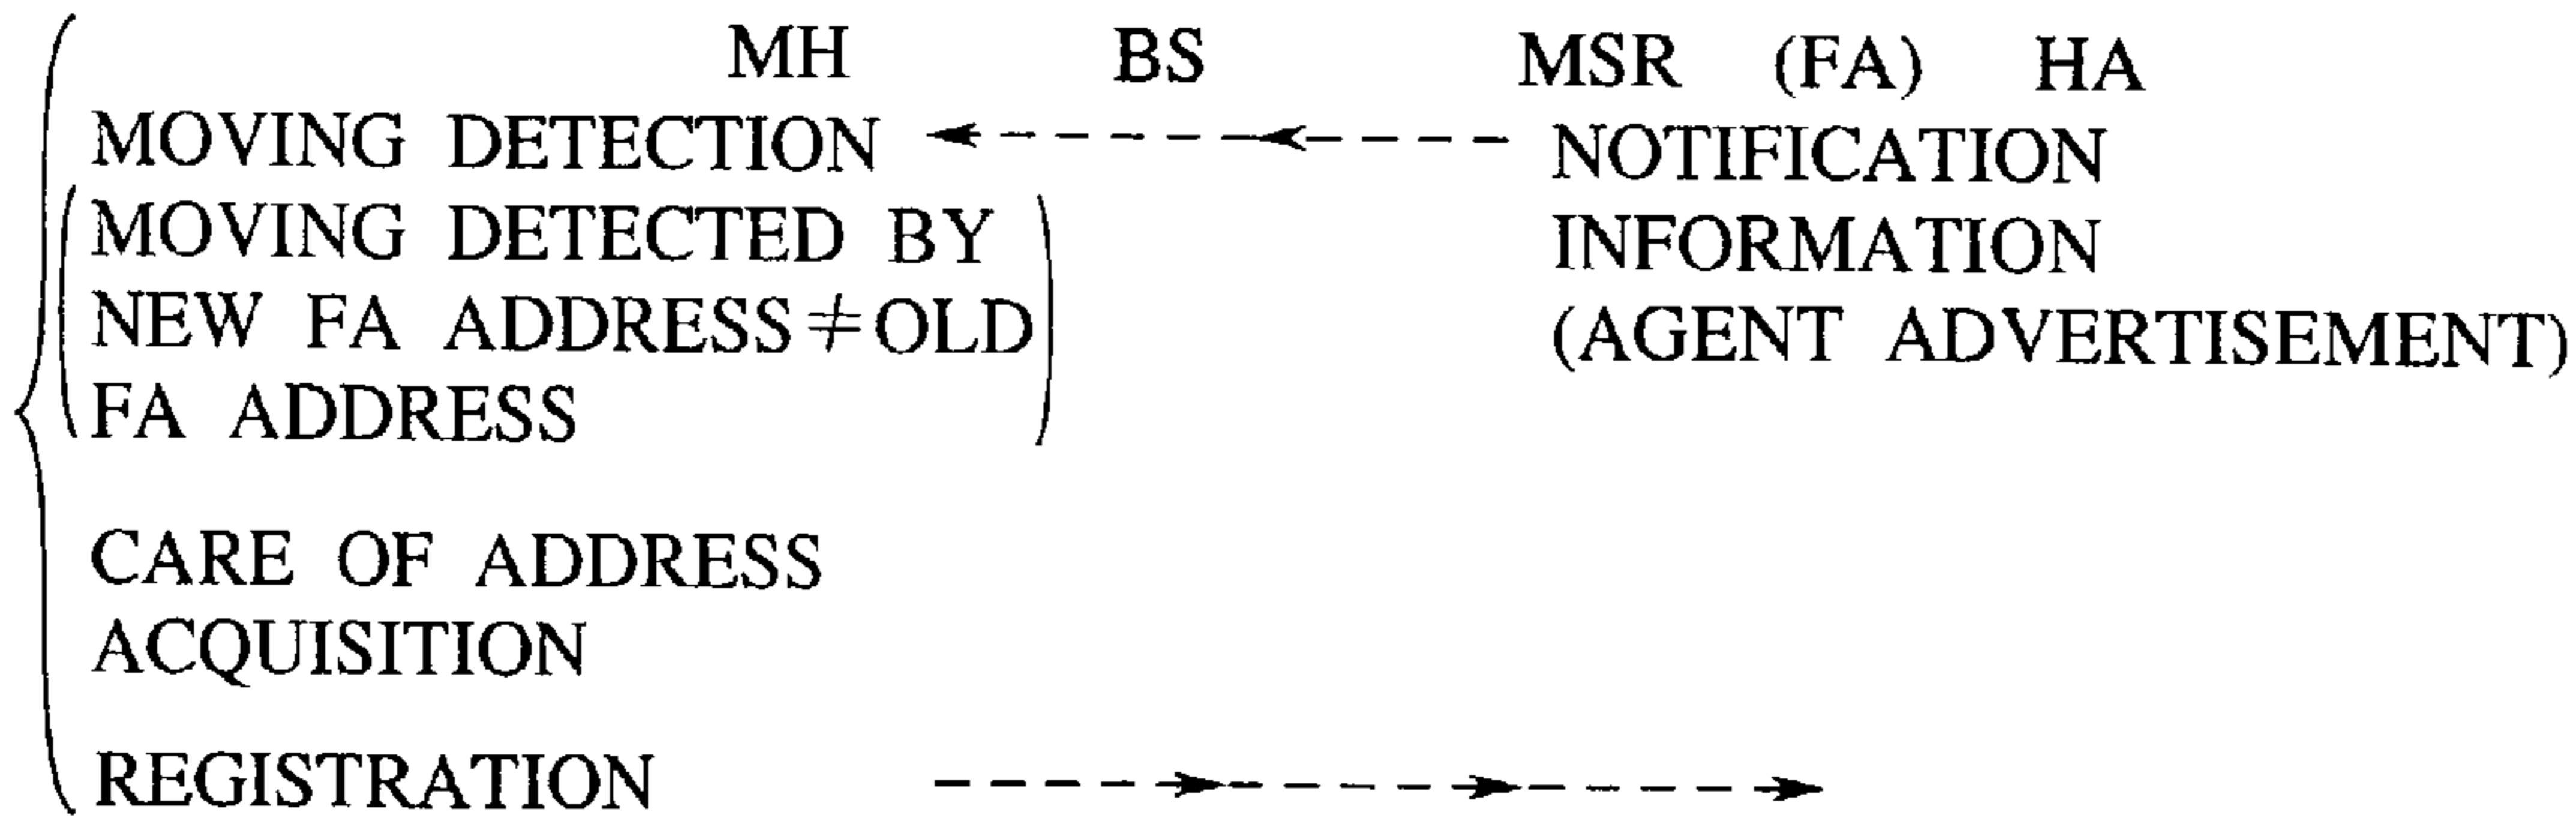 MH BS MSR (FA) HA
MOVING DETECTION NOTIFICATION
MOVING DETECTED BY INFORMATION
NEW FA ADDRESS≠OLD (AGENT ADVERTISEMENT)
FA ADDRESS
CARE OF ADDRESS
ACQUISITION
REGISTRATION